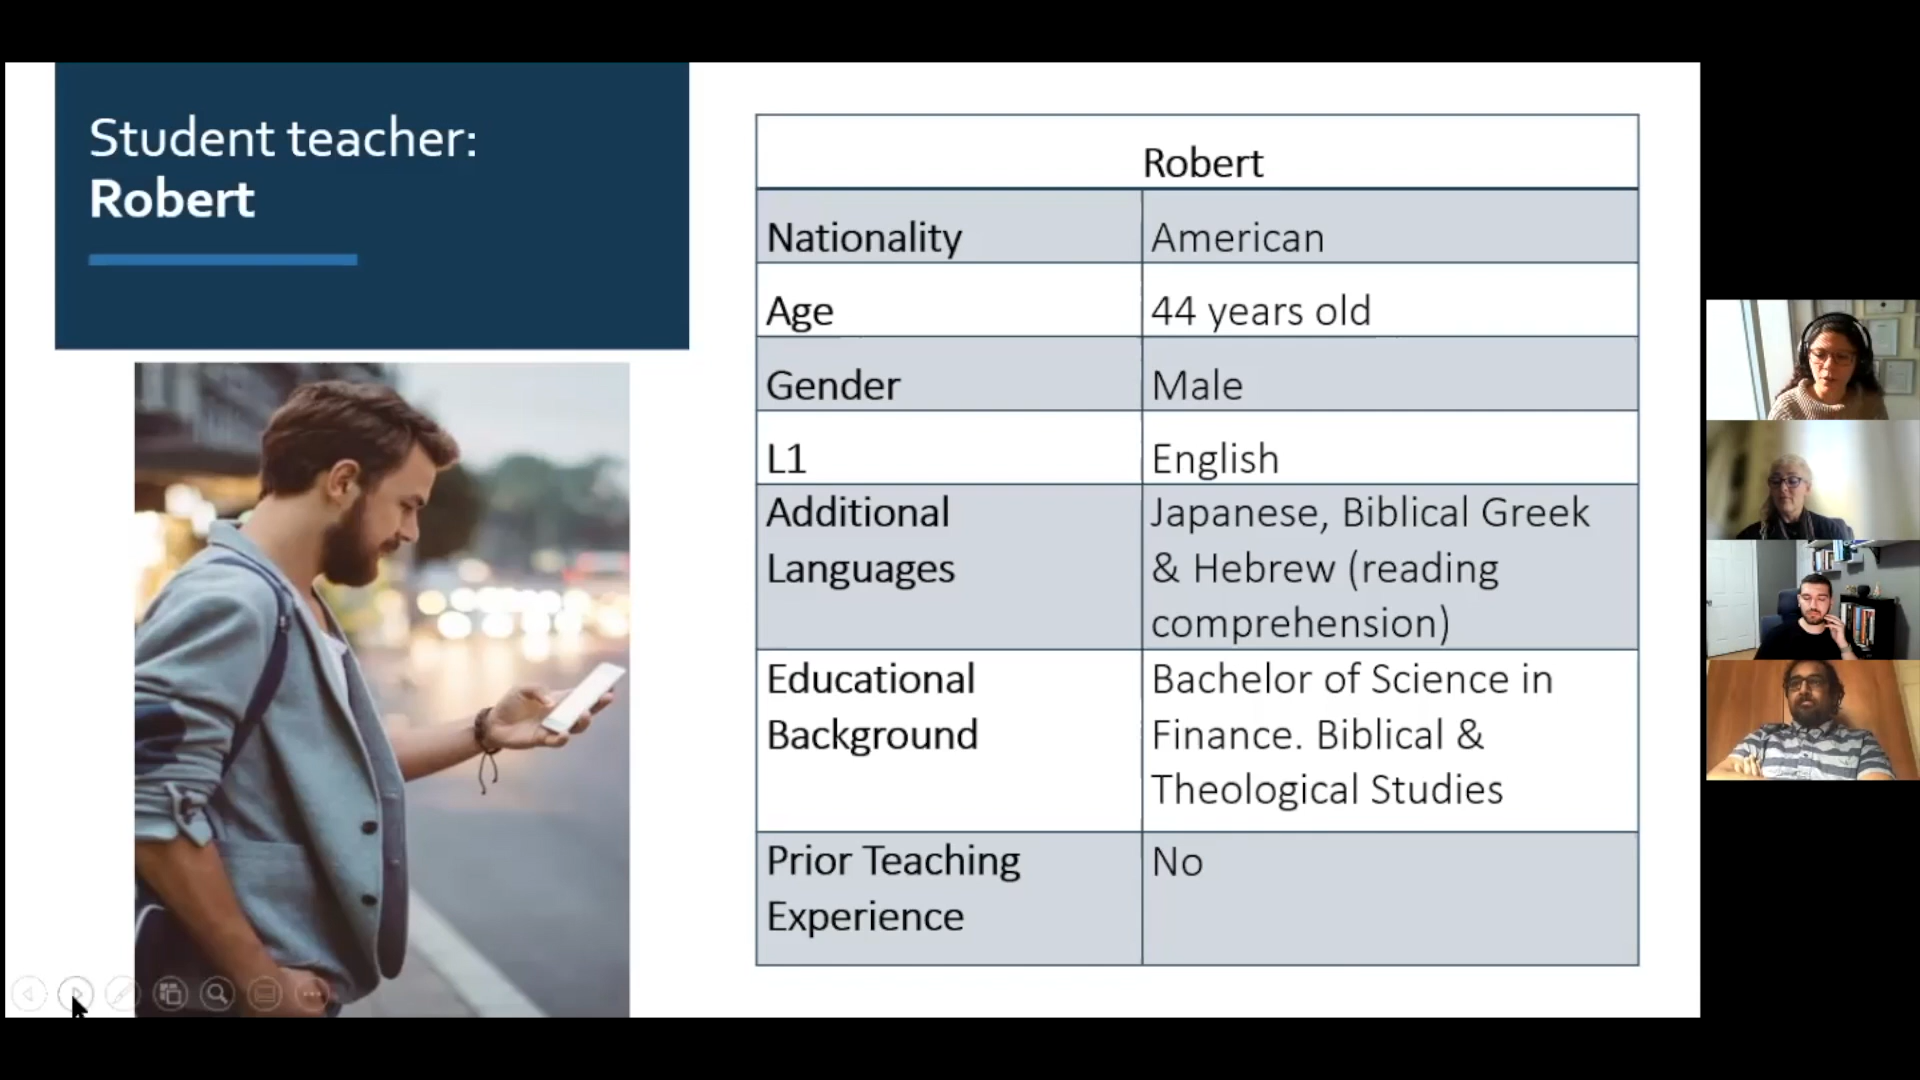 Student teacher:
Robert
Robert
Nationality
American
Age
44 years old
Gender
Male
L1
English
Additional
Languages
Japanese, Biblical Greek
& Hebrew (reading
comprehension)
Educational
Background
Bachelor of Science in
Finance. Biblical &
Theological Studies
Prior Teaching
Experience
No